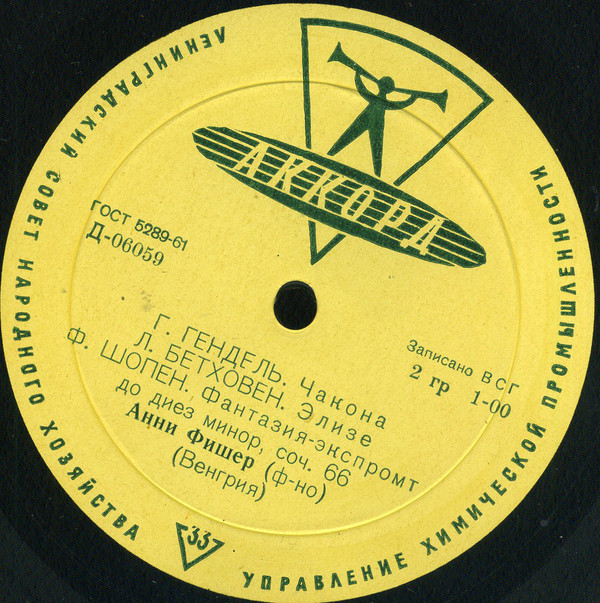 ЛЕНИНГРАДСКИЙ СОВЕТ НАРОДНОГО ХОЗЯЙСТВА
УПРАВЛЕНИЕ ХИМИЧЕСКОЙ ПРОМЫШЛЕННОСТИ
АККОРД
ГОСТ 5289-61
Д-06059
Записано ВСГ
2 гр 1-00
Г. ГЕНДЕЛЬ. Чакона
Л. БЕТХОВЕН. Элизе
Ф. ШОПЕН. Фантазия-экспромт
до диез минор, соч. 66
Анни Фишер (ф-но)
(Венгрия)
33